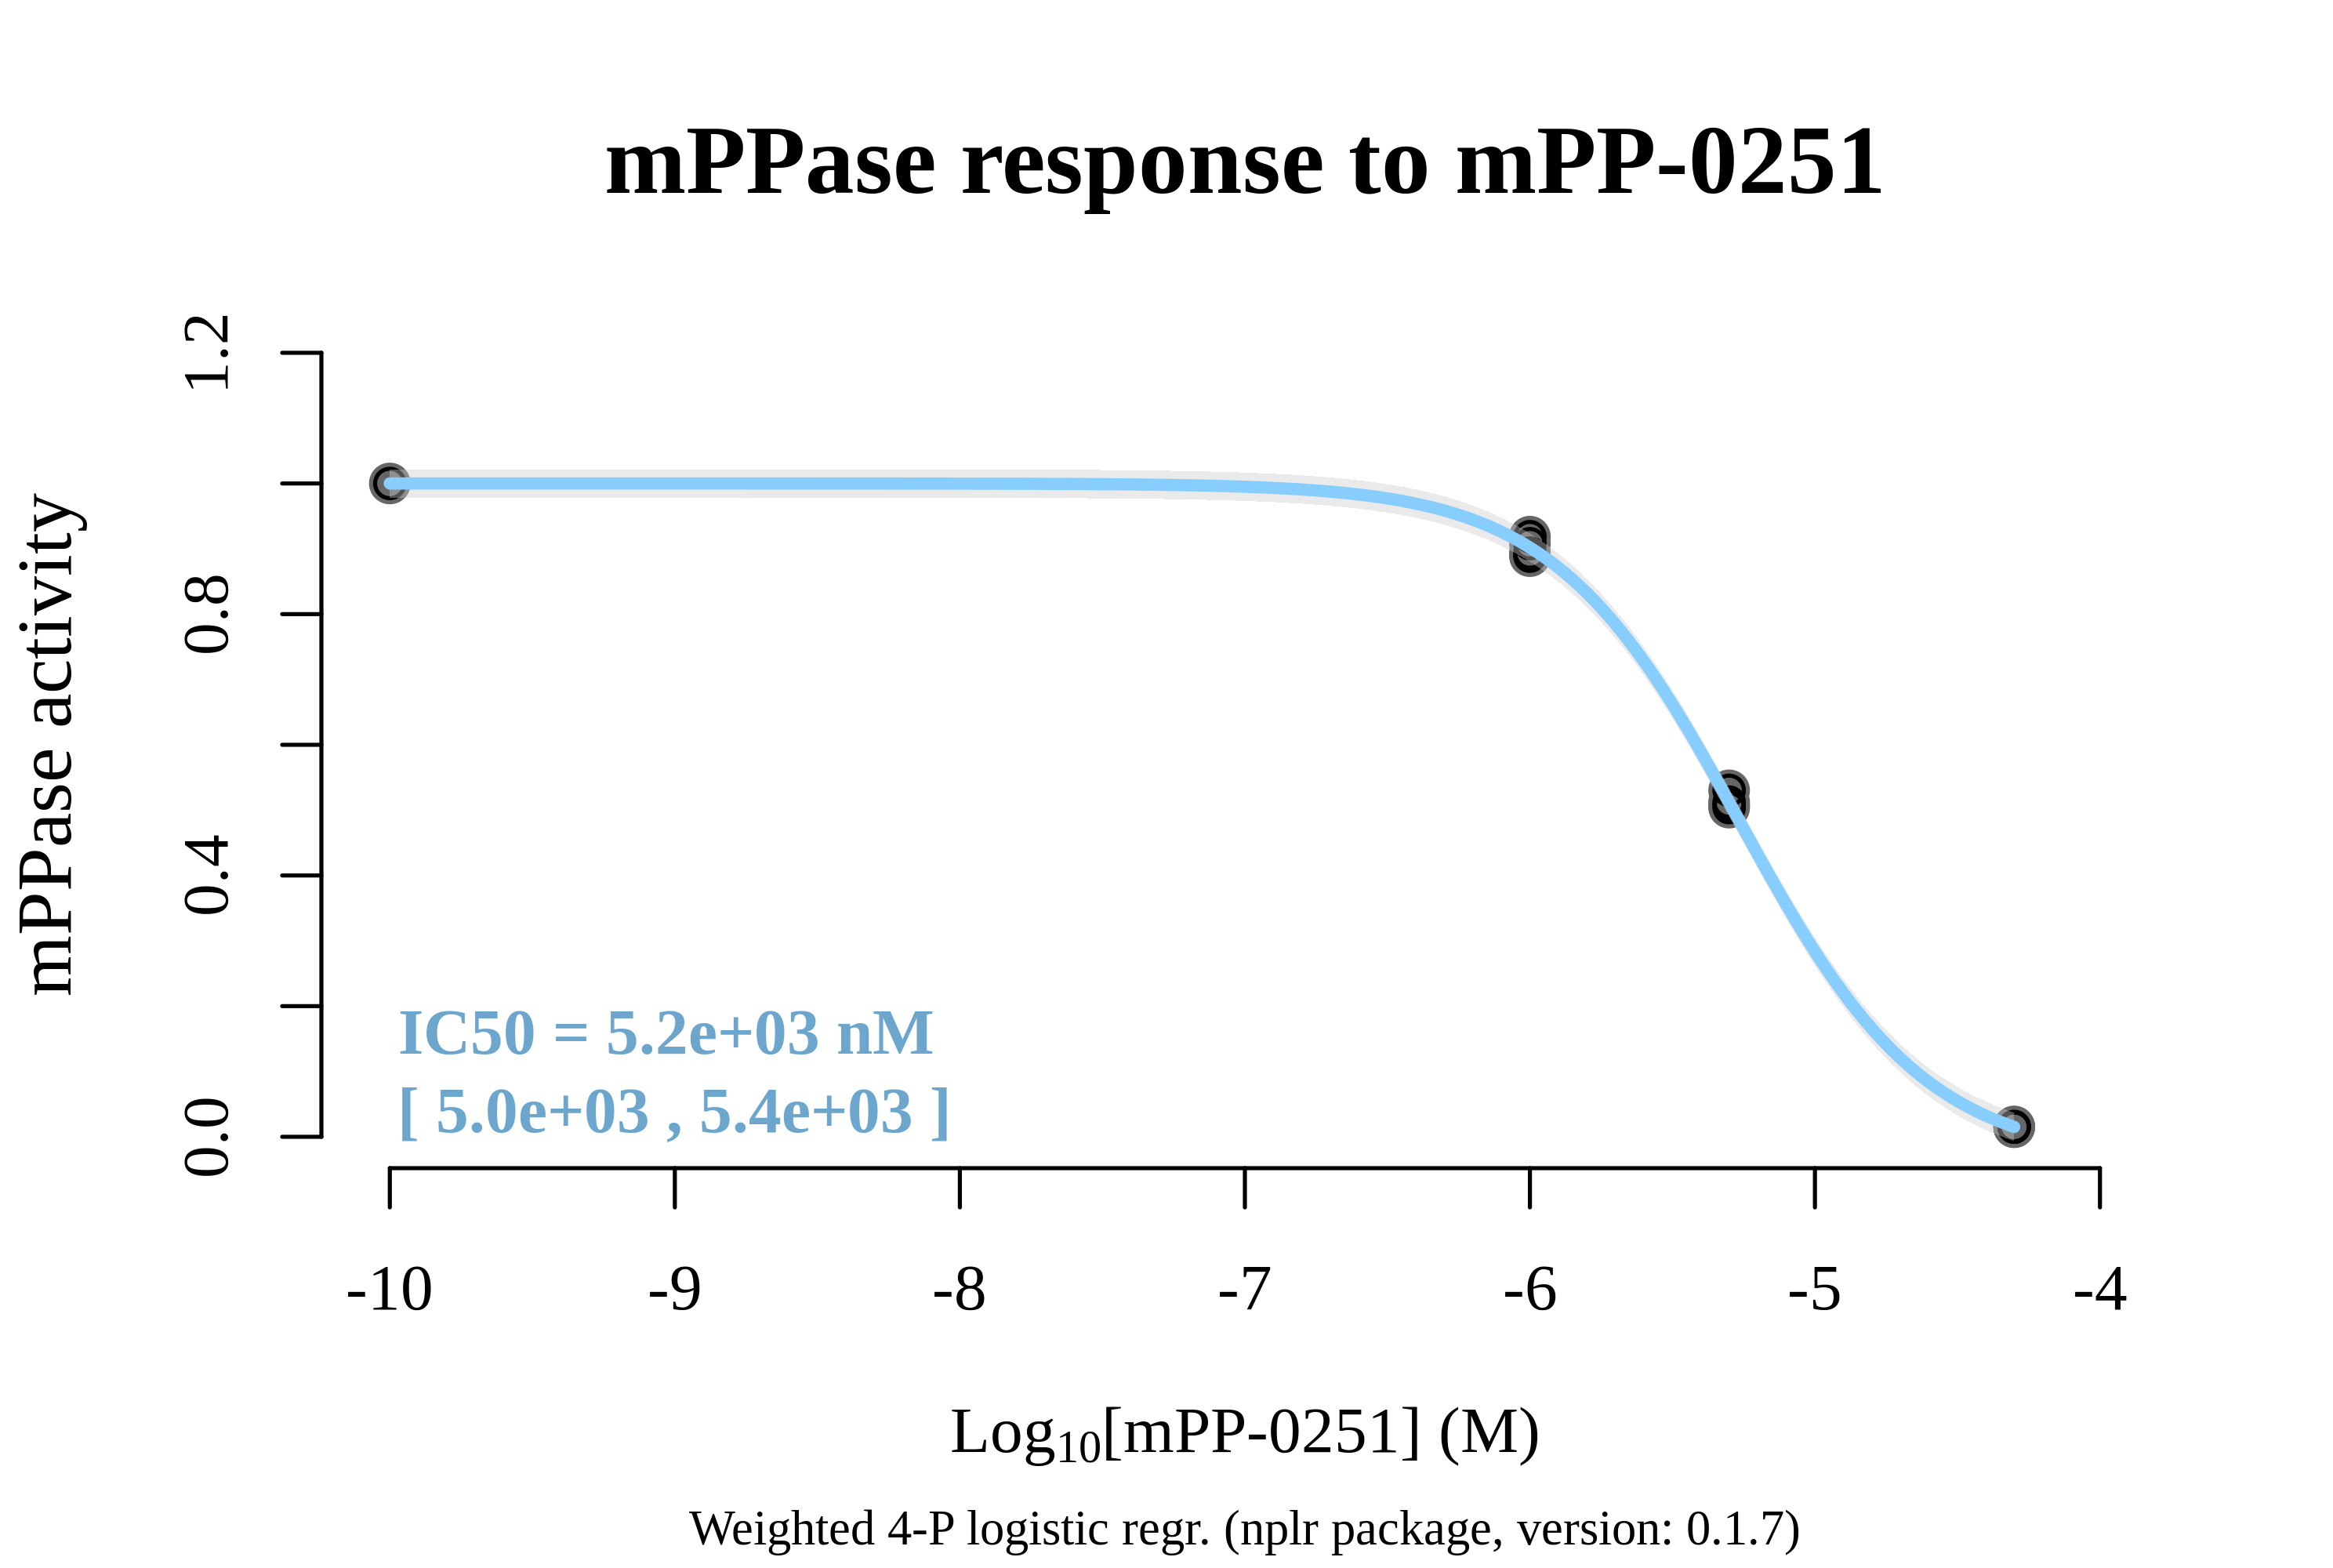 mPPase response to mPP-0251
mPPase activity
1.2
0.8
0.4
0.0
IC50 = 5.2e+03 nM
[ 5.0e+03 , 5.4e+03 ]
-10 -9 -8 -7 -6 -5 -4
Log10[mPP-0251] (M)
Weighted 4-P logistic regr. (nplr package, version: 0.1.7)